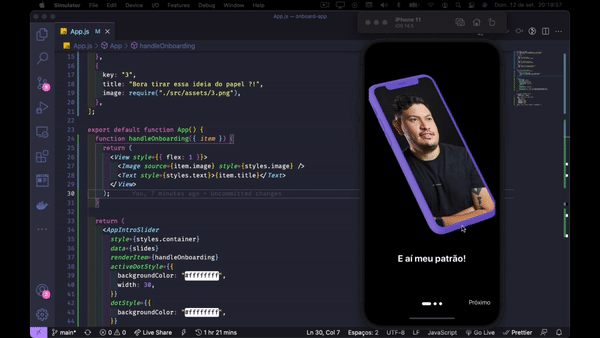 Simulator File Edit Device I/O Features Debug Window Help
Dom, 12 de set. 20:19:57
App.js — onboard-app
JS App.js M
JS App.js > App > handleOnboarding
15 },
16 {
17 key: "3",
18 title: "Bora tirar essa ideia do papel ?!",
19 image: require("./src/assets/3.png"),
20 },
21 ];
22
23 export default function App() {
24 function handleOnboarding({ item }) {
25 return (
26 <View style={{ flex: 1 }}>
27 <Image source={item.image} style={styles.image} />
28 <Text style={styles.text}>{item.title}</Text>
29 </View>
30 ); You, 7 minutes ago • Uncommitted changes
31 }
32
33 return (
34 <AppIntroSlider
35 style={styles.container}
36 data={slides}
37 renderItem={handleOnboarding}
38 activeDotStyle={{
39 backgroundColor: "#ffffffff",
40 width: 30,
41 }}
42 dotStyle={{
43 backgroundColor: "#ffffffff",
44 }}
iPhone 11
E aí meu patrão!
Próximo
main* 0 0 Live Share 1 hr 21 mins Ln 30, Col 7 Espaços: 2 UTF-8 LF JavaScript Go Live Prettier